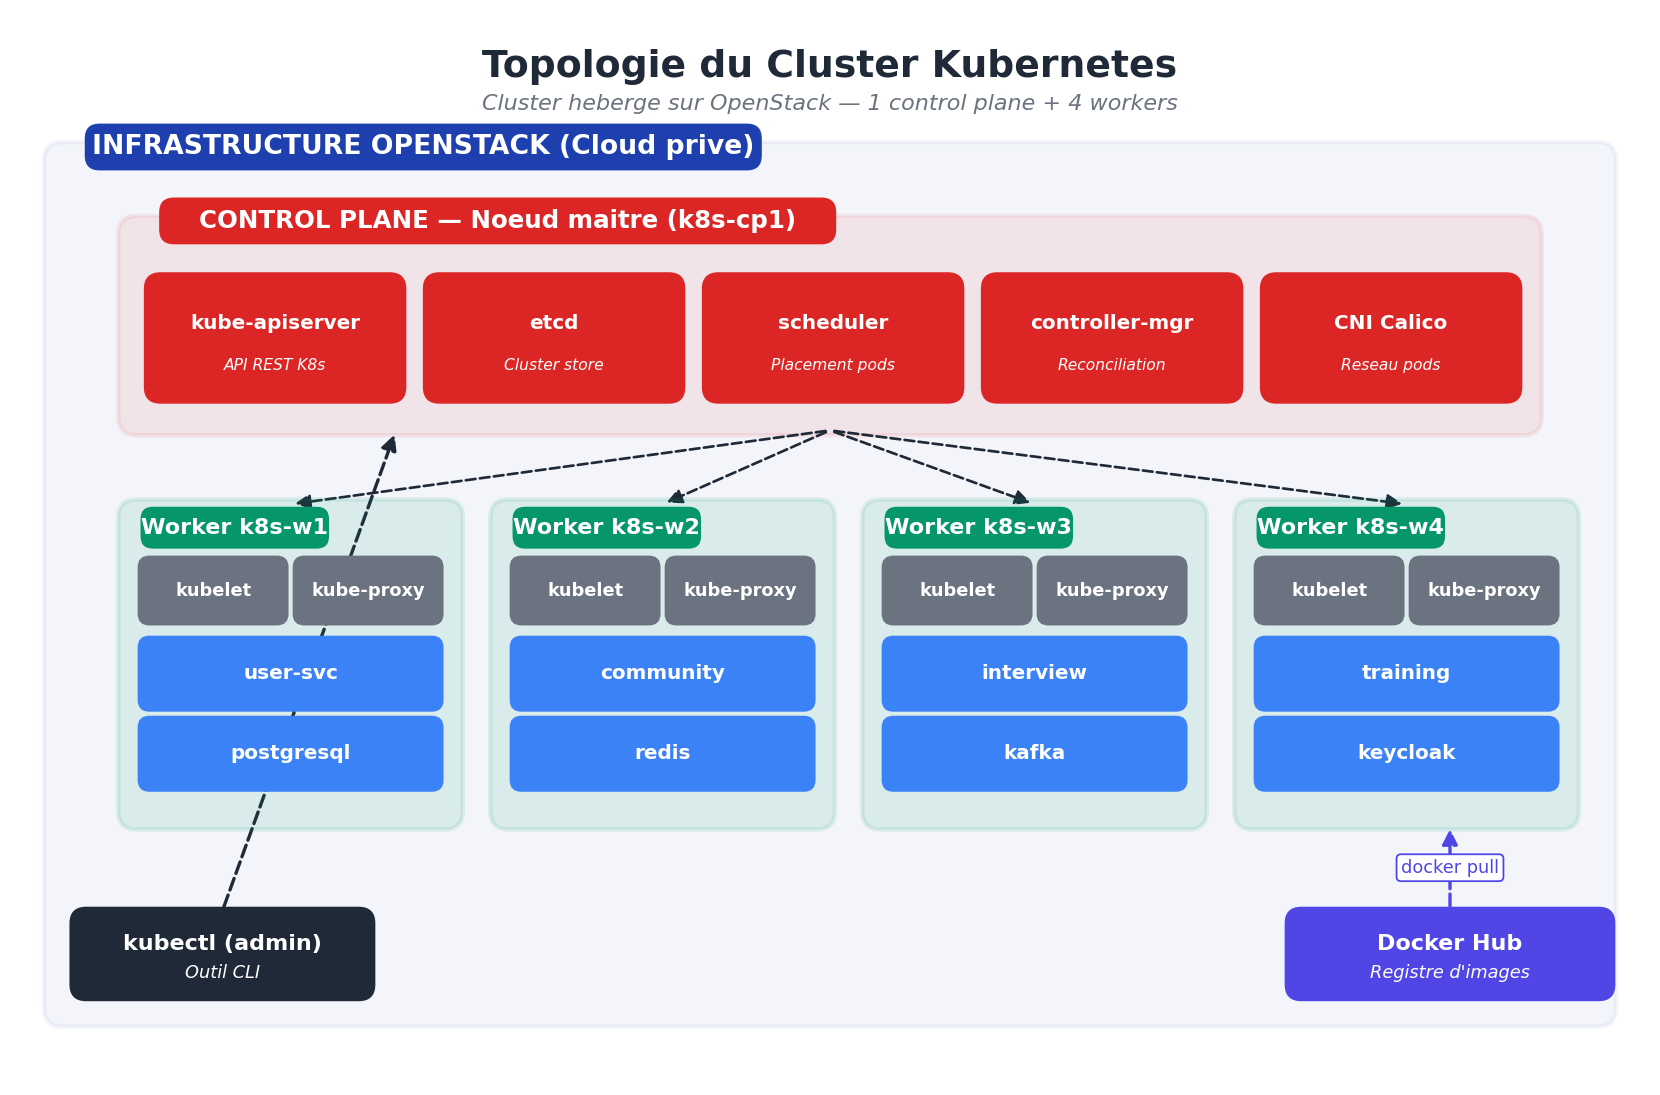 Topologie du Cluster Kubernetes
Cluster heberge sur OpenStack — 1 control plane + 4 workers
INFRASTRUCTURE OPENSTACK (Cloud prive)
CONTROL PLANE — Noeud maitre (k8s-cp1)
kube-apiserver
API REST K8s
etcd
Cluster store
scheduler
Placement pods
controller-mgr
Reconciliation
CNI Calico
Reseau pods
Worker k8s-w1
kubelet
kube-proxy
user-svc
postgresql
Worker k8s-w2
kubelet
kube-proxy
community
redis
Worker k8s-w3
kubelet
kube-proxy
interview
kafka
Worker k8s-w4
kubelet
kube-proxy
training
keycloak
docker pull
kubectl (admin)
Outil CLI
Docker Hub
Registre d'images